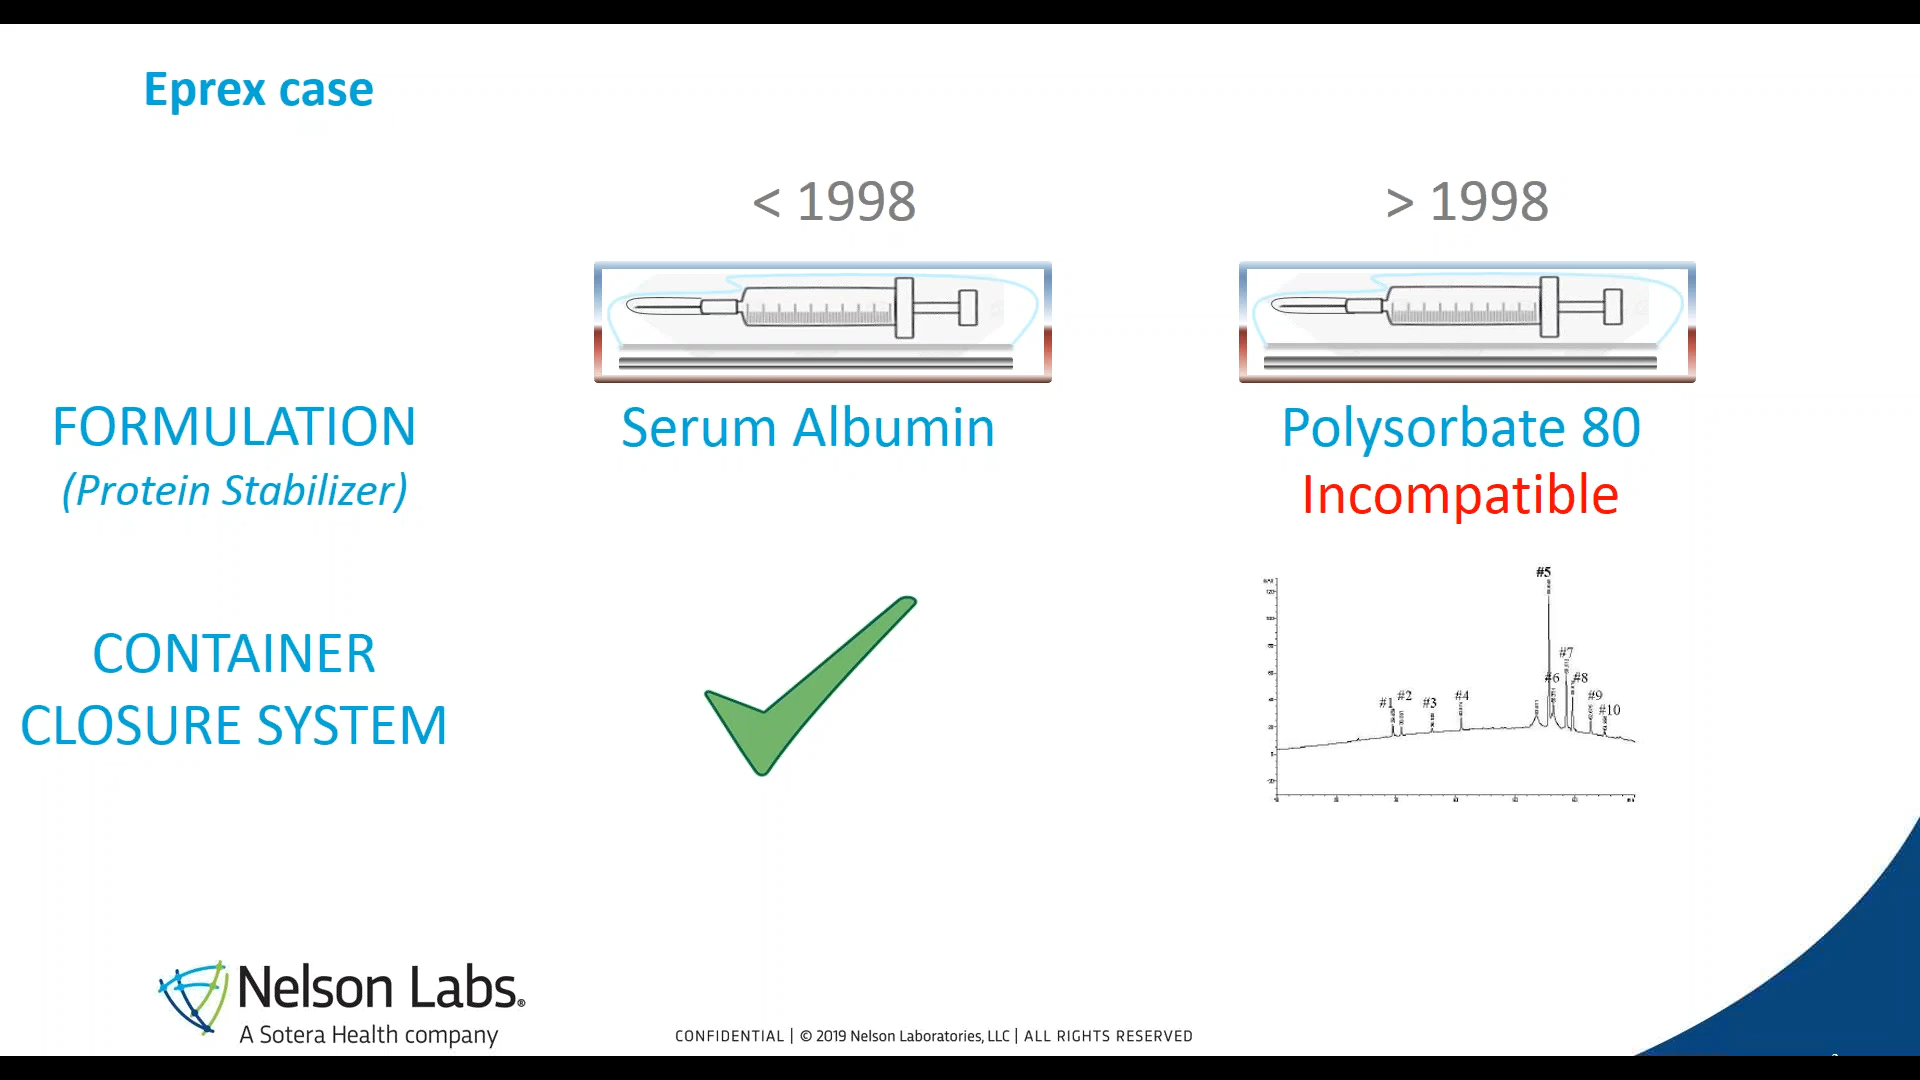 Eprex case
< 1998
> 1998
FORMULATION
(Protein Stabilizer)
Serum Albumin
Polysorbate 80
Incompatible
CONTAINER
CLOSURE SYSTEM
#1
#2
#3
#4
#5
#6
#7
#8
#9
#10
Nelson Labs®
A Sotera Health company
CONFIDENTIAL | © 2019 Nelson Laboratories, LLC | ALL RIGHTS RESERVED